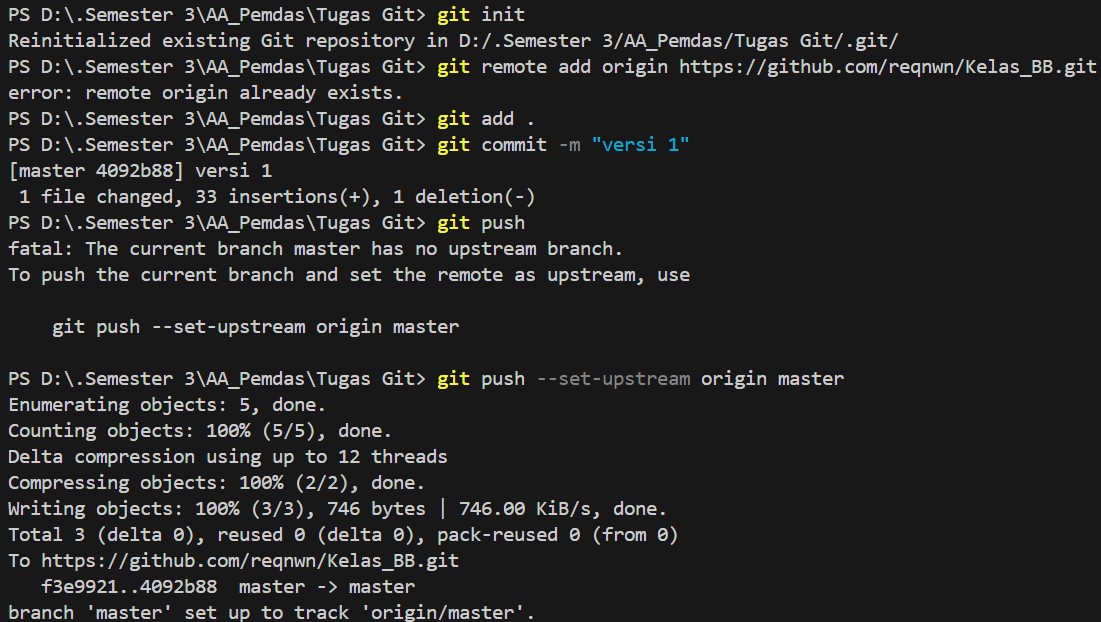 PS D:\.Semester 3\AA_Pemdas\Tugas Git> git init
Reinitialized existing Git repository in D:/.Semester 3/AA_Pemdas/Tugas Git/.git/
PS D:\.Semester 3\AA_Pemdas\Tugas Git> git remote add origin https://github.com/reqnwn/Kelas_BB.git
error: remote origin already exists.
PS D:\.Semester 3\AA_Pemdas\Tugas Git> git add .
PS D:\.Semester 3\AA_Pemdas\Tugas Git> git commit -m "versi 1"
[master 4092b88] versi 1
 1 file changed, 33 insertions(+), 1 deletion(-)
PS D:\.Semester 3\AA_Pemdas\Tugas Git> git push
fatal: The current branch master has no upstream branch.
To push the current branch and set the remote as upstream, use

    git push --set-upstream origin master

PS D:\.Semester 3\AA_Pemdas\Tugas Git> git push --set-upstream origin master
Enumerating objects: 5, done.
Counting objects: 100% (5/5), done.
Delta compression using up to 12 threads
Compressing objects: 100% (2/2), done.
Writing objects: 100% (3/3), 746 bytes | 746.00 KiB/s, done.
Total 3 (delta 0), reused 0 (delta 0), pack-reused 0 (from 0)
To https://github.com/reqnwn/Kelas_BB.git
   f3e9921..4092b88  master -> master
branch 'master' set up to track 'origin/master'.